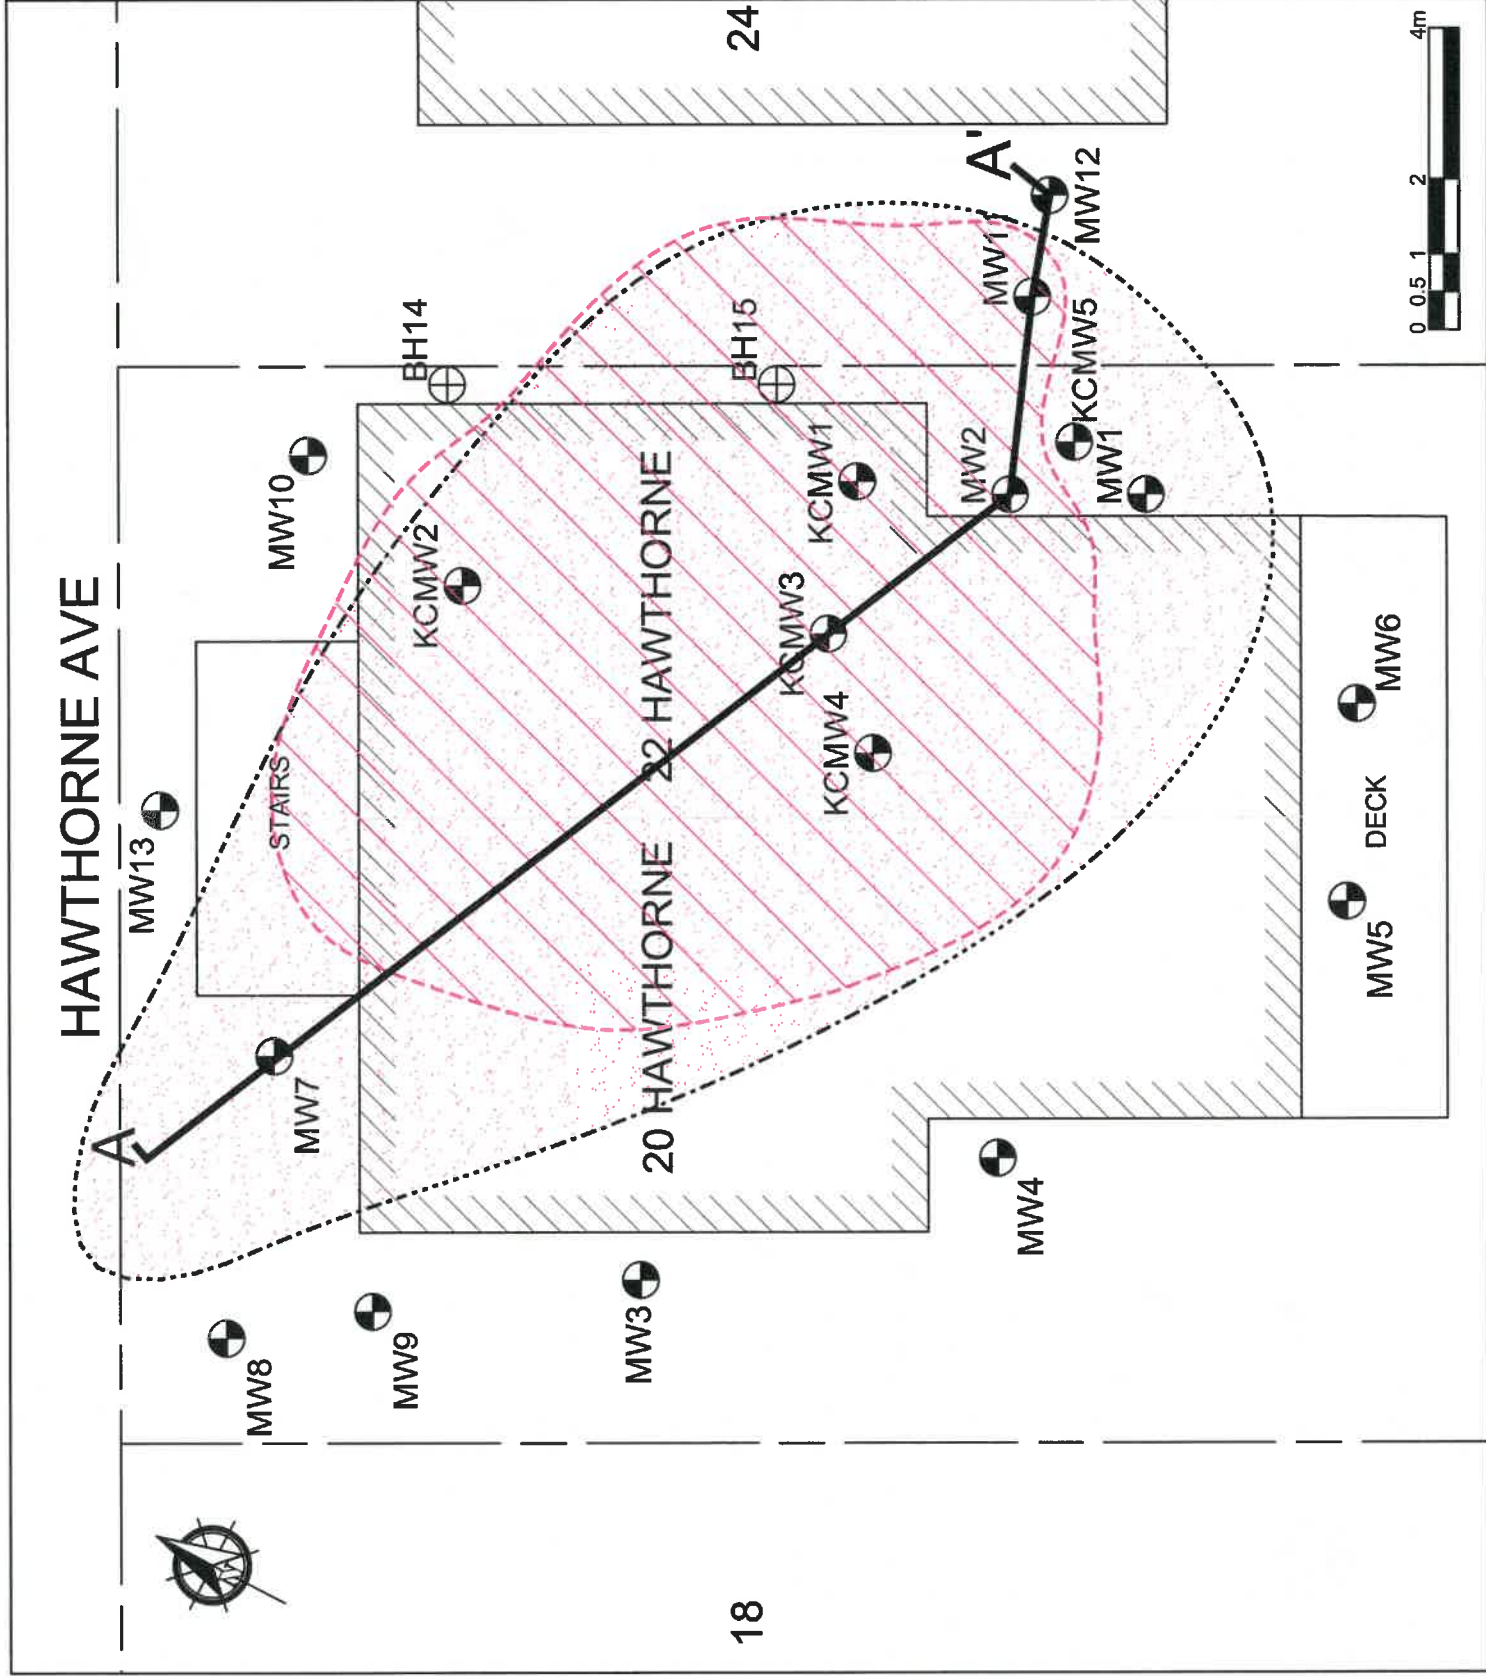 HAWTHORNE AVE
A
MW13
MW8
STAIRS
MW10
MW7
MW9
KCMW2
BH14
MW3
20 HAWTHORNE
22 HAWTHORNE
18
BH15
24
KCMW3
KCMW1
KCMW4
MW2
MW11
A'
MW4
KCMW5
MW12
MW1
MW5
DECK
MW6
0 0.5 1 2 4m